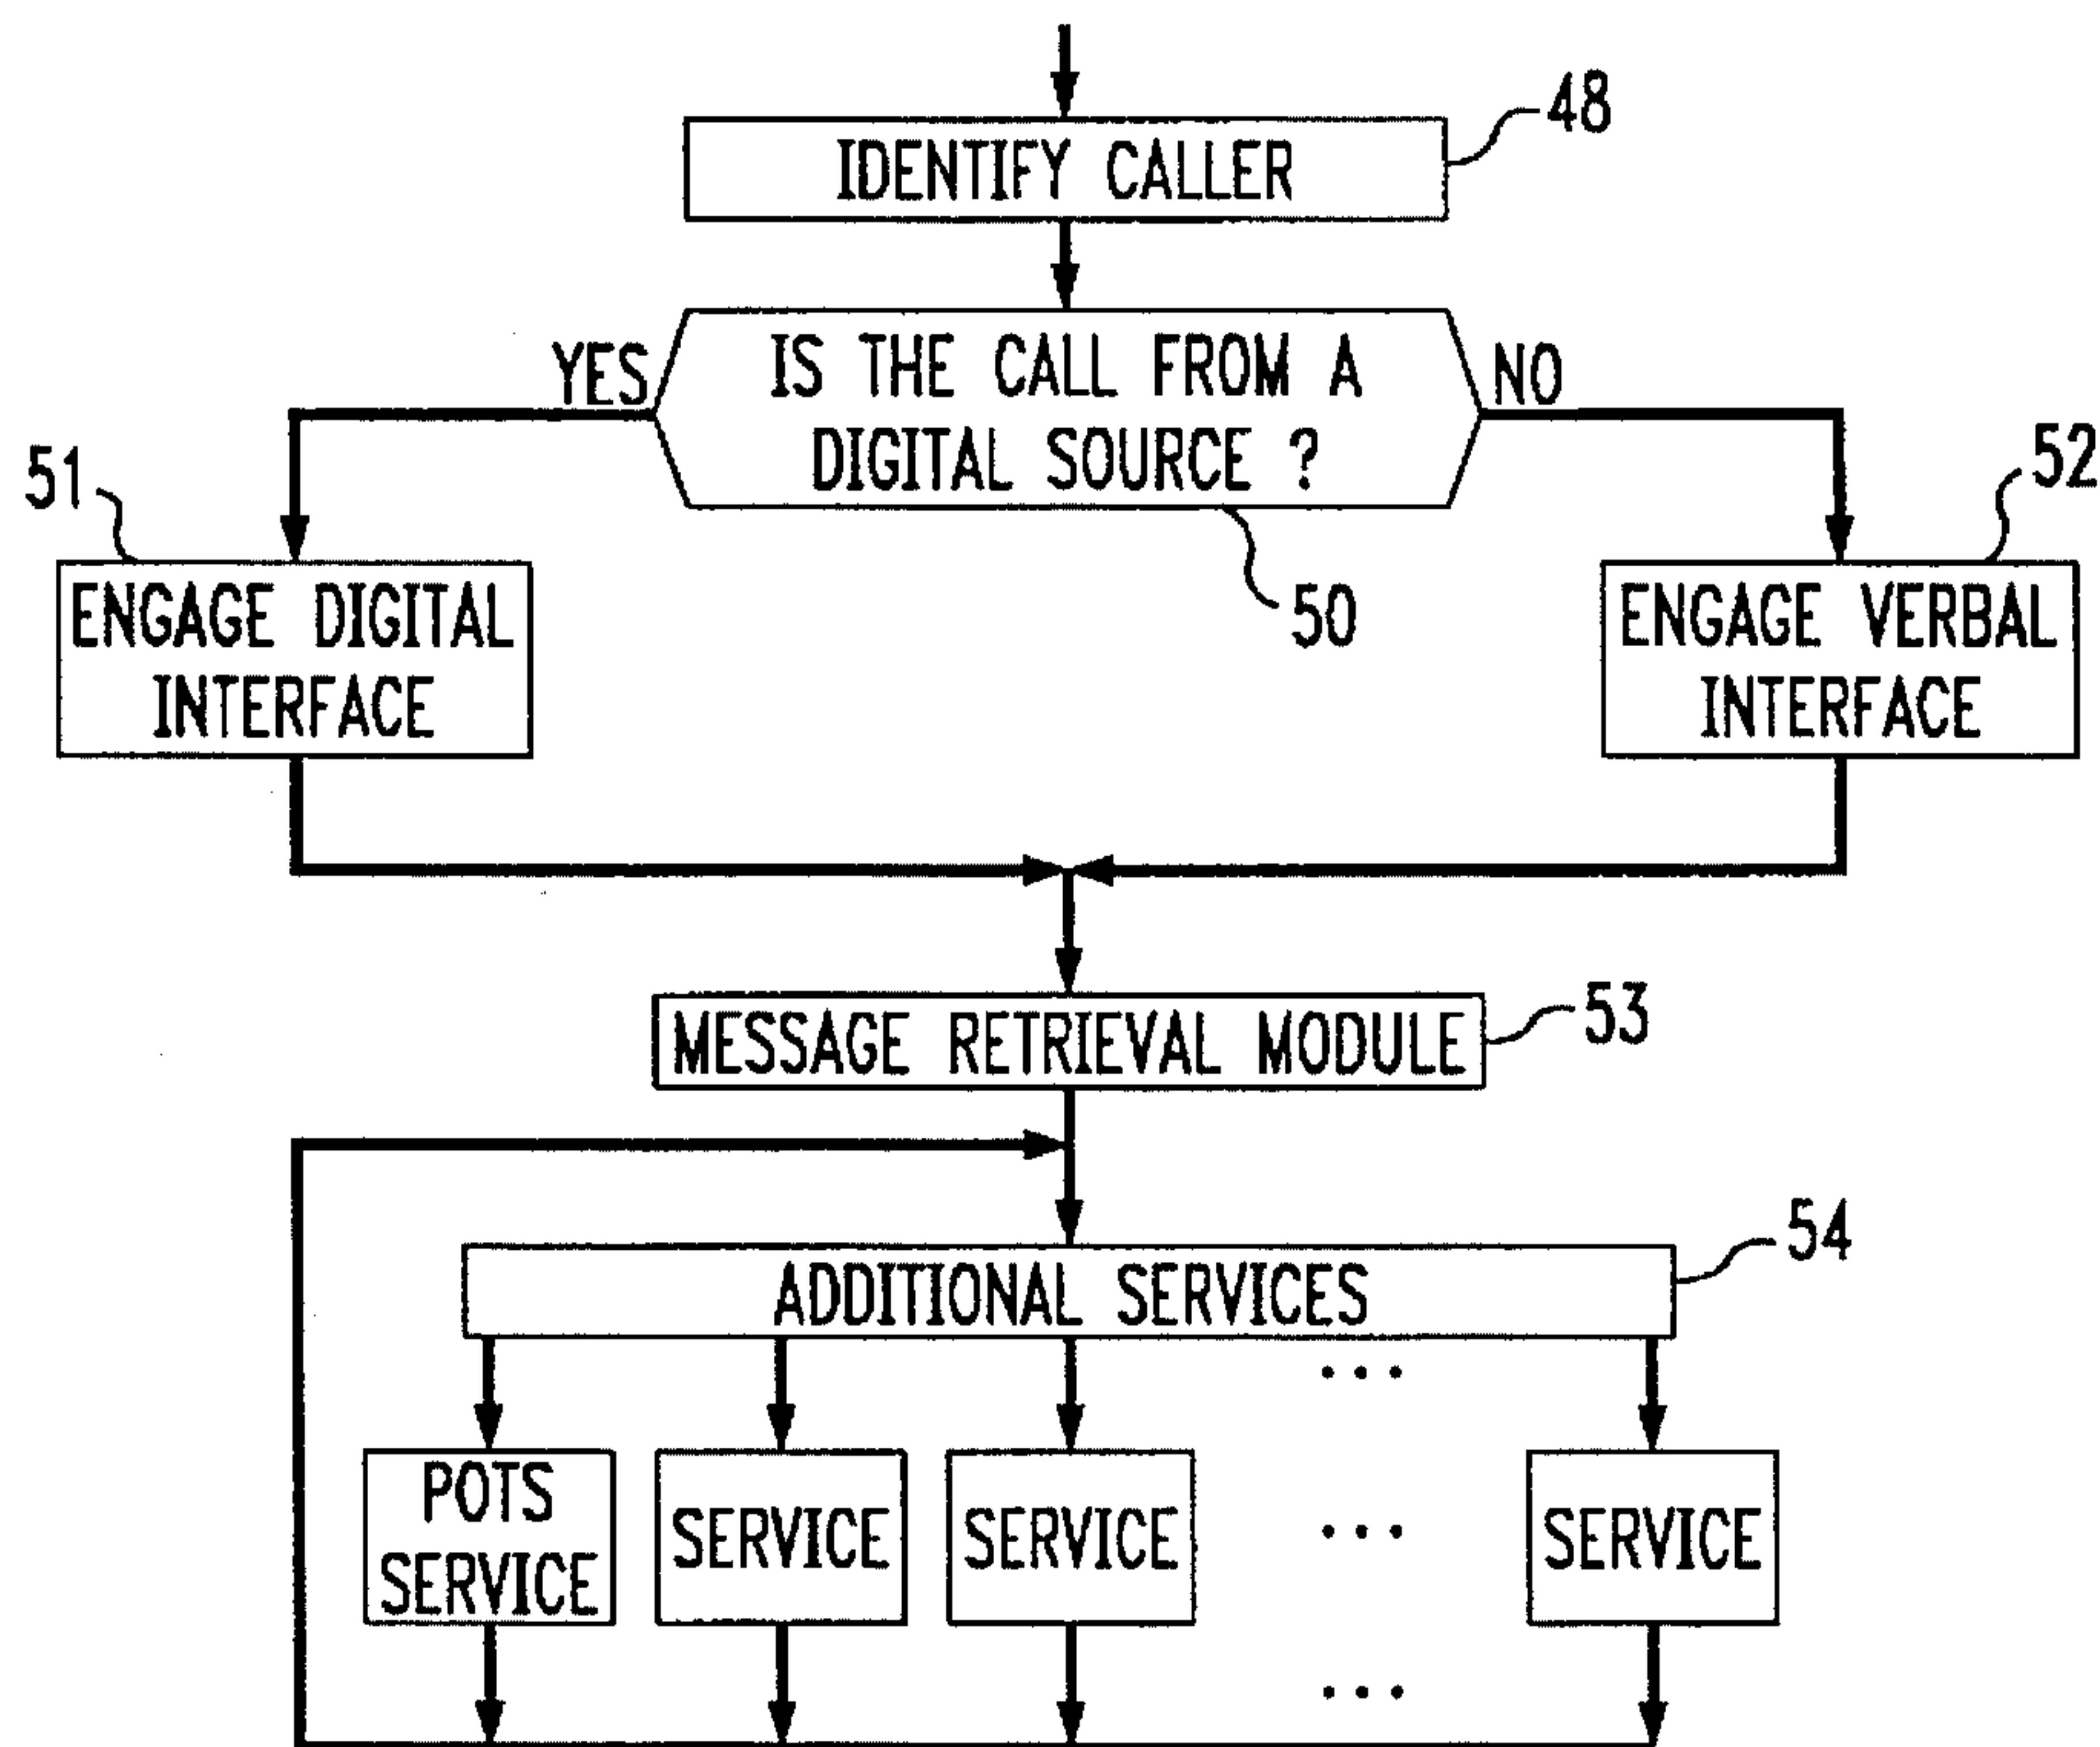 48
IDENTIFY CALLER
YES
IS THE CALL FROM A
DIGITAL SOURCE ?
NO
50
51
ENGAGE DIGITAL
INTERFACE
52
ENGAGE VERBAL
INTERFACE
53
MESSAGE RETRIEVAL MODULE
54
ADDITIONAL SERVICES
...
POTS
SERVICE
SERVICE
SERVICE
...
SERVICE
...